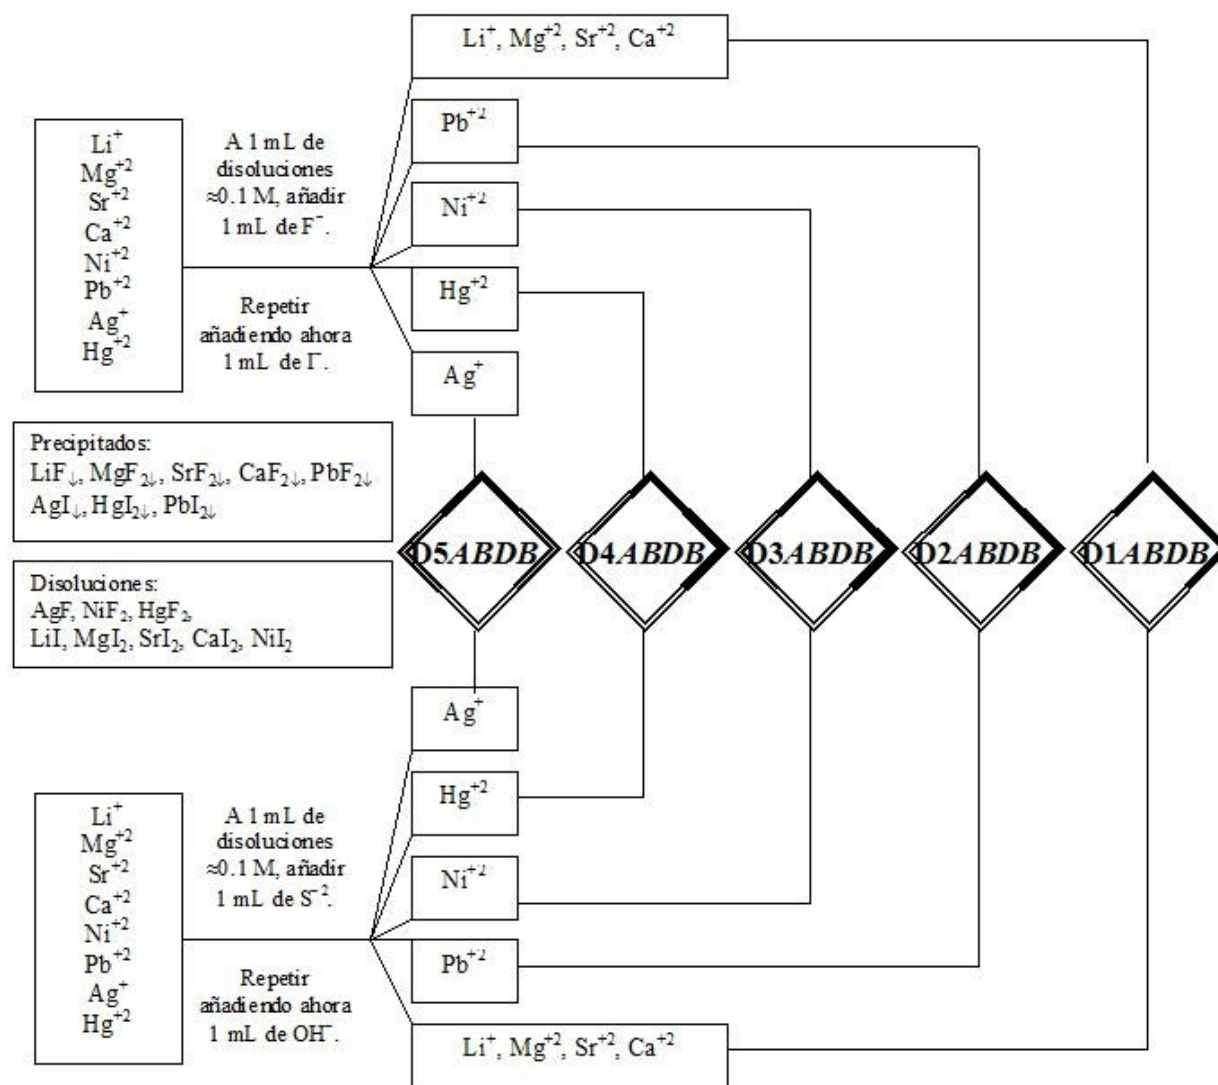 Li⁺, Mg⁺², Sr⁺², Ca⁺²
Pb⁺²
Ni⁺²
Hg⁺²
Ag⁺
Li⁺
Mg⁺²
Sr⁺²
Ca⁺²
Ni⁺²
Pb⁺²
Ag⁺
Hg⁺²
A 1 mL de
disoluciones
≈0.1 M, añadir
1 mL de F⁻.
Repetir
añadiendo ahora
1 mL de I⁻.
Precipitados:
LiF↓, MgF₂↓, SrF₂↓, CaF₂↓, PbF₂↓
AgI↓, HgI₂↓, PbI₂↓
Disoluciones:
AgF, NiF₂, HgF₂,
LiI, MgI₂, SrI₂, CaI₂, NiI₂
D5ABDB
D4ABDB
D3ABDB
D2ABDB
D1ABDB
Ag⁺
Hg⁺²
Ni⁺²
Pb⁺²
Li⁺, Mg⁺², Sr⁺², Ca⁺²
Li⁺
Mg⁺²
Sr⁺²
Ca⁺²
Ni⁺²
Pb⁺²
Ag⁺
Hg⁺²
A 1 mL de
disoluciones
≈0.1 M, añadir
1 mL de S⁻².
Repetir
añadiendo ahora
1 mL de OH⁻.